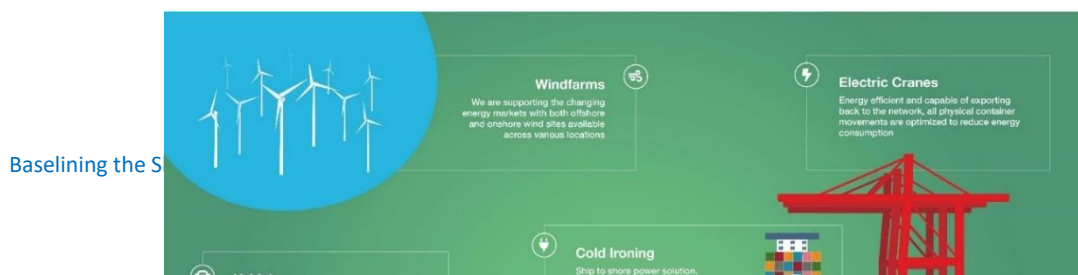 Windfarms
We are supporting the changing
energy markets with both offshore
and onshore wind sites available
across various locations
Electric Cranes
Energy efficient and capable of exporting
back to the network, all physical container
movements are optimized to reduce energy
consumption
Baselining the
Cold Ironing
Ship to shore power solution,